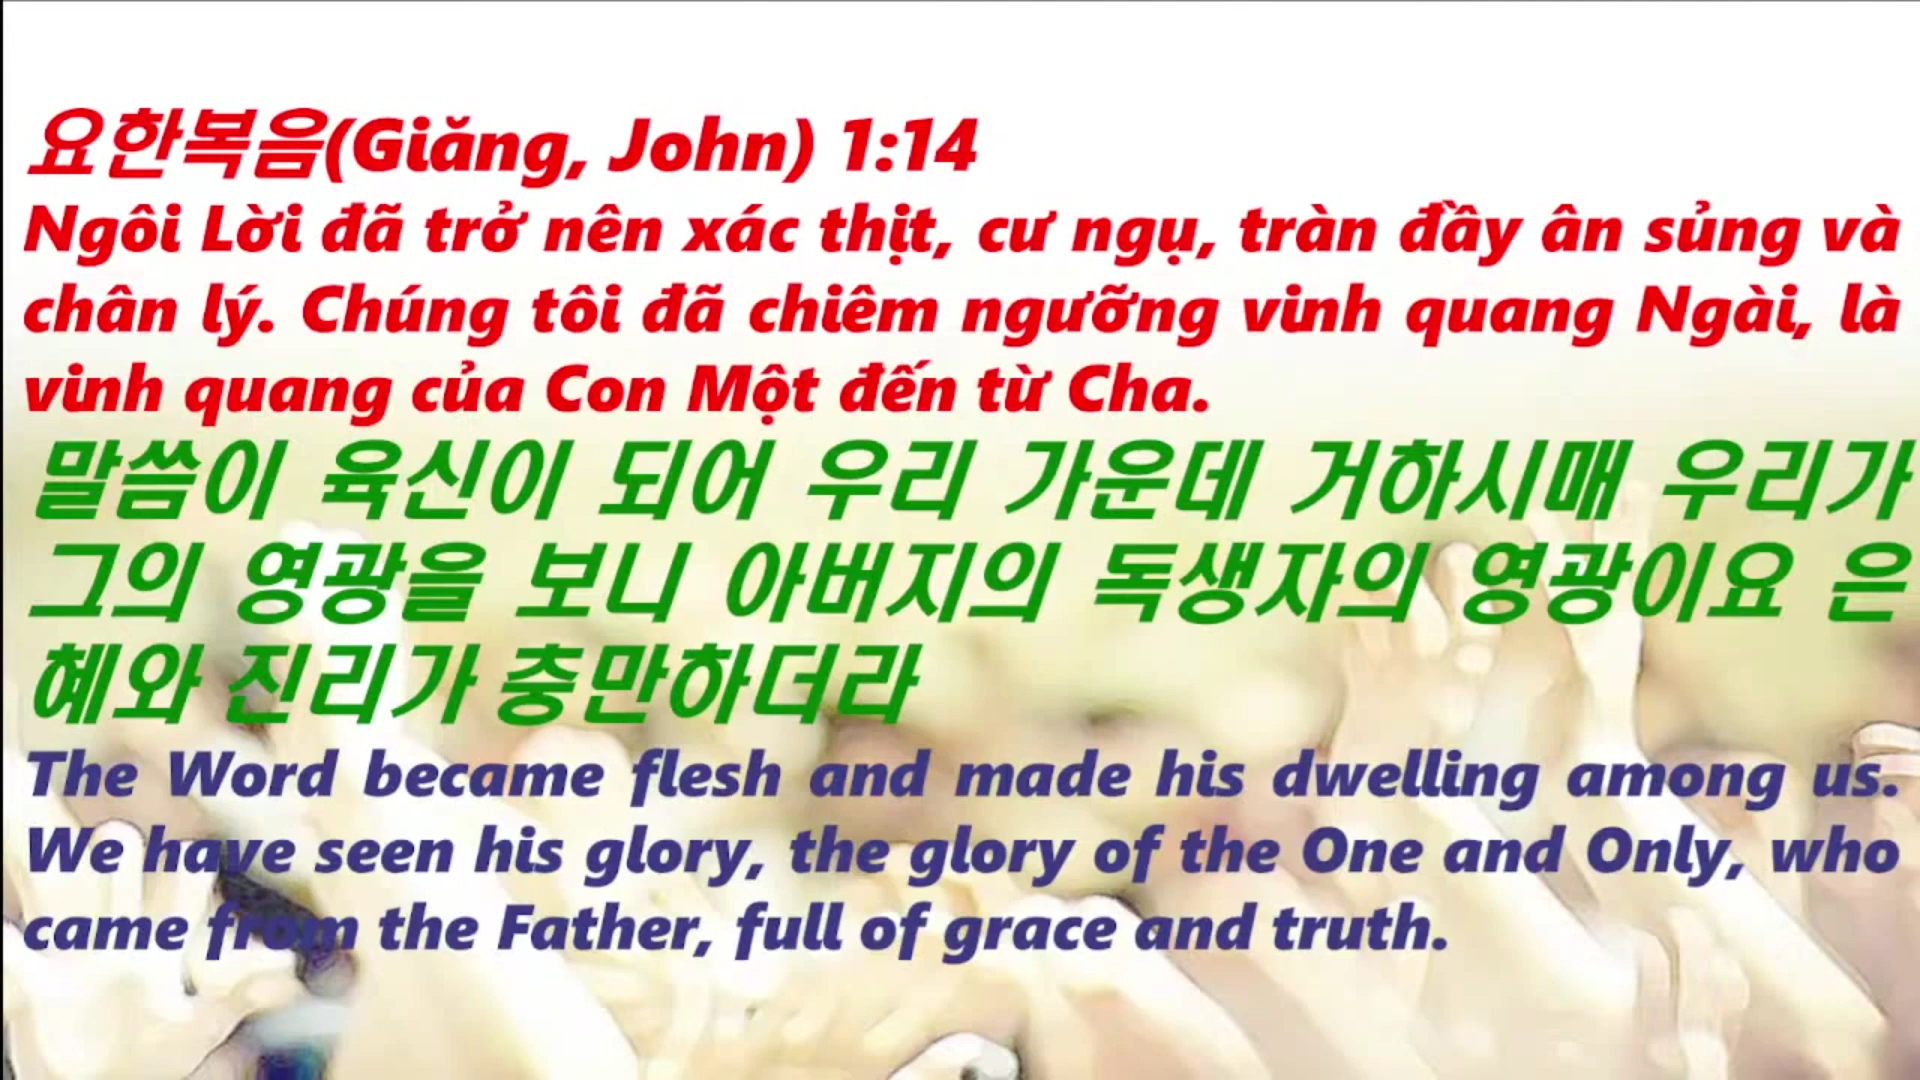 요한복음(Giăng, John) 1:14
Ngôi Lời đã trở nên xác thịt, cư ngụ, tràn đầy ân sủng và
chân lý. Chúng tôi đã chiêm ngưỡng vinh quang Ngài, là
vinh quang của Con Một đến từ Cha.
말씀이 육신이 되어 우리 가운데 거하시매 우리가
그의 영광을 보니 아버지의 독생자의 영광이요 은
혜와 진리가 충만하더라
The Word became flesh and made his dwelling among us.
We have seen his glory, the glory of the One and Only, who
came from the Father, full of grace and truth.